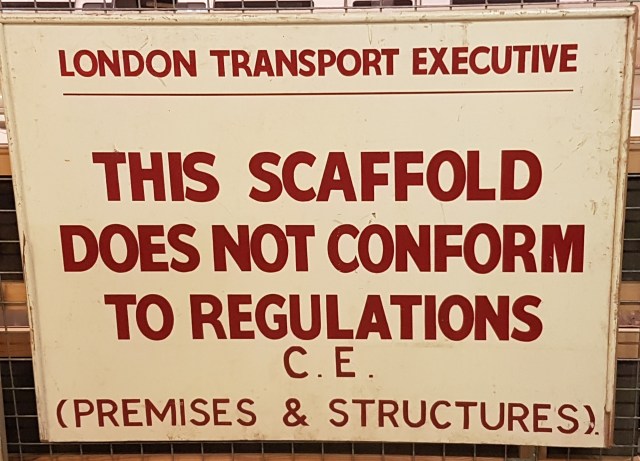 LONDON TRANSPORT EXECUTIVE
THIS SCAFFOLD
DOES NOT CONFORM
TO REGULATIONS
C.E.
(PREMISES & STRUCTURES).